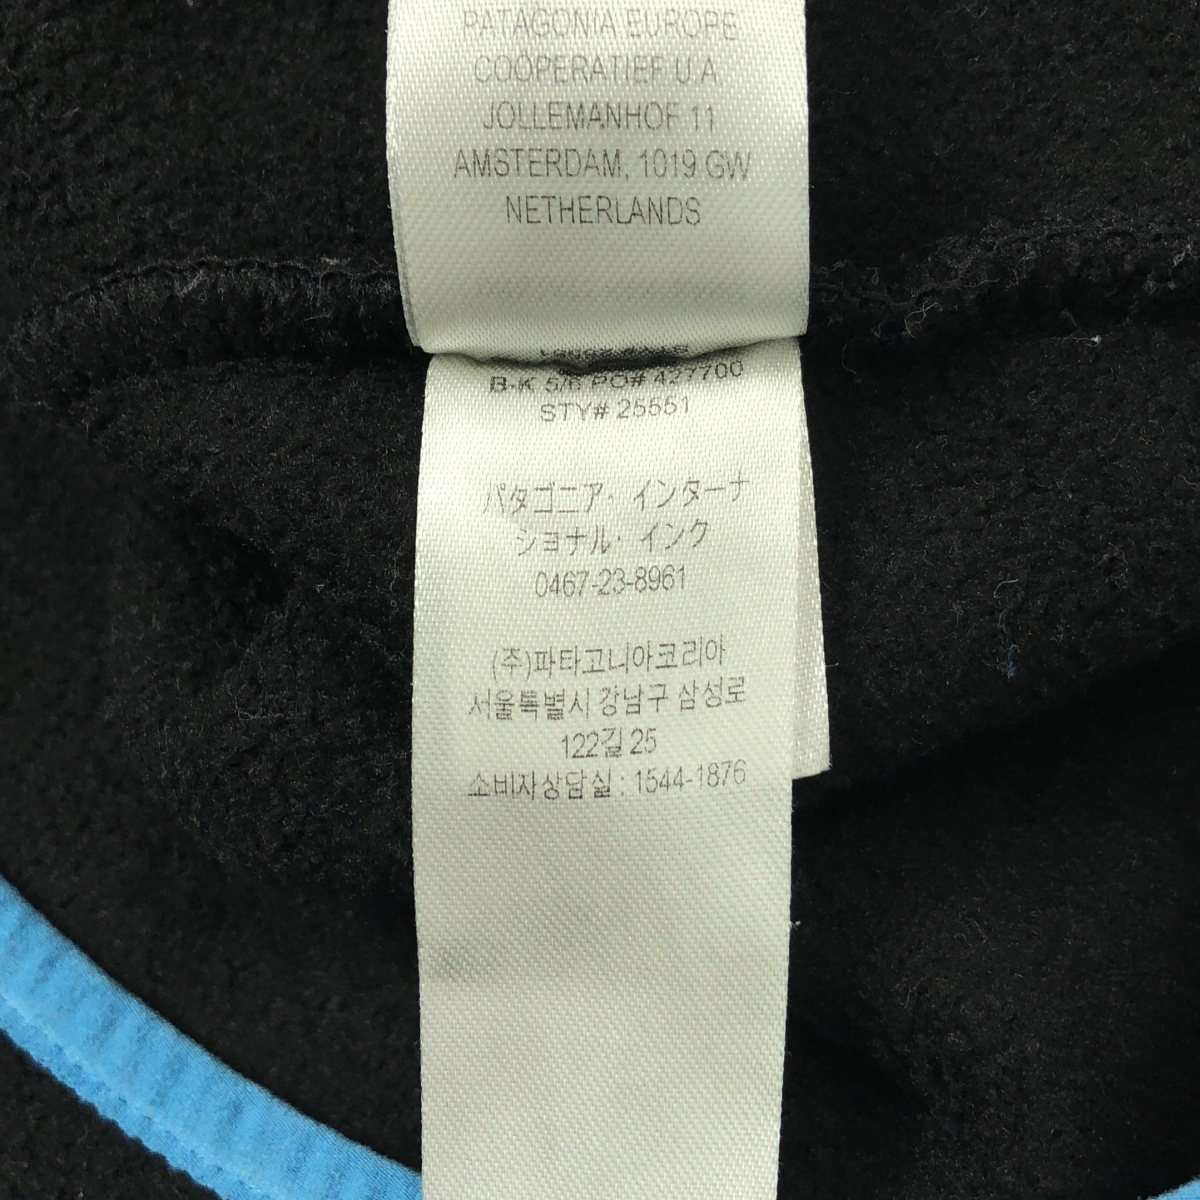 PATAGONIA EUROPE
COÖPERATIEF U.A
JOLLEMANHOF 11
AMSTERDAM, 1019 GW
NETHERLANDS
B-K 5/6 PO# 427700
STY# 25551
パタゴニア・インターナ
ショナル・インク
0467-23-8961
(주)파타고니아코리아
서울특별시 강남구 삼성로
122길 25
소비자상담실 : 1544-1876